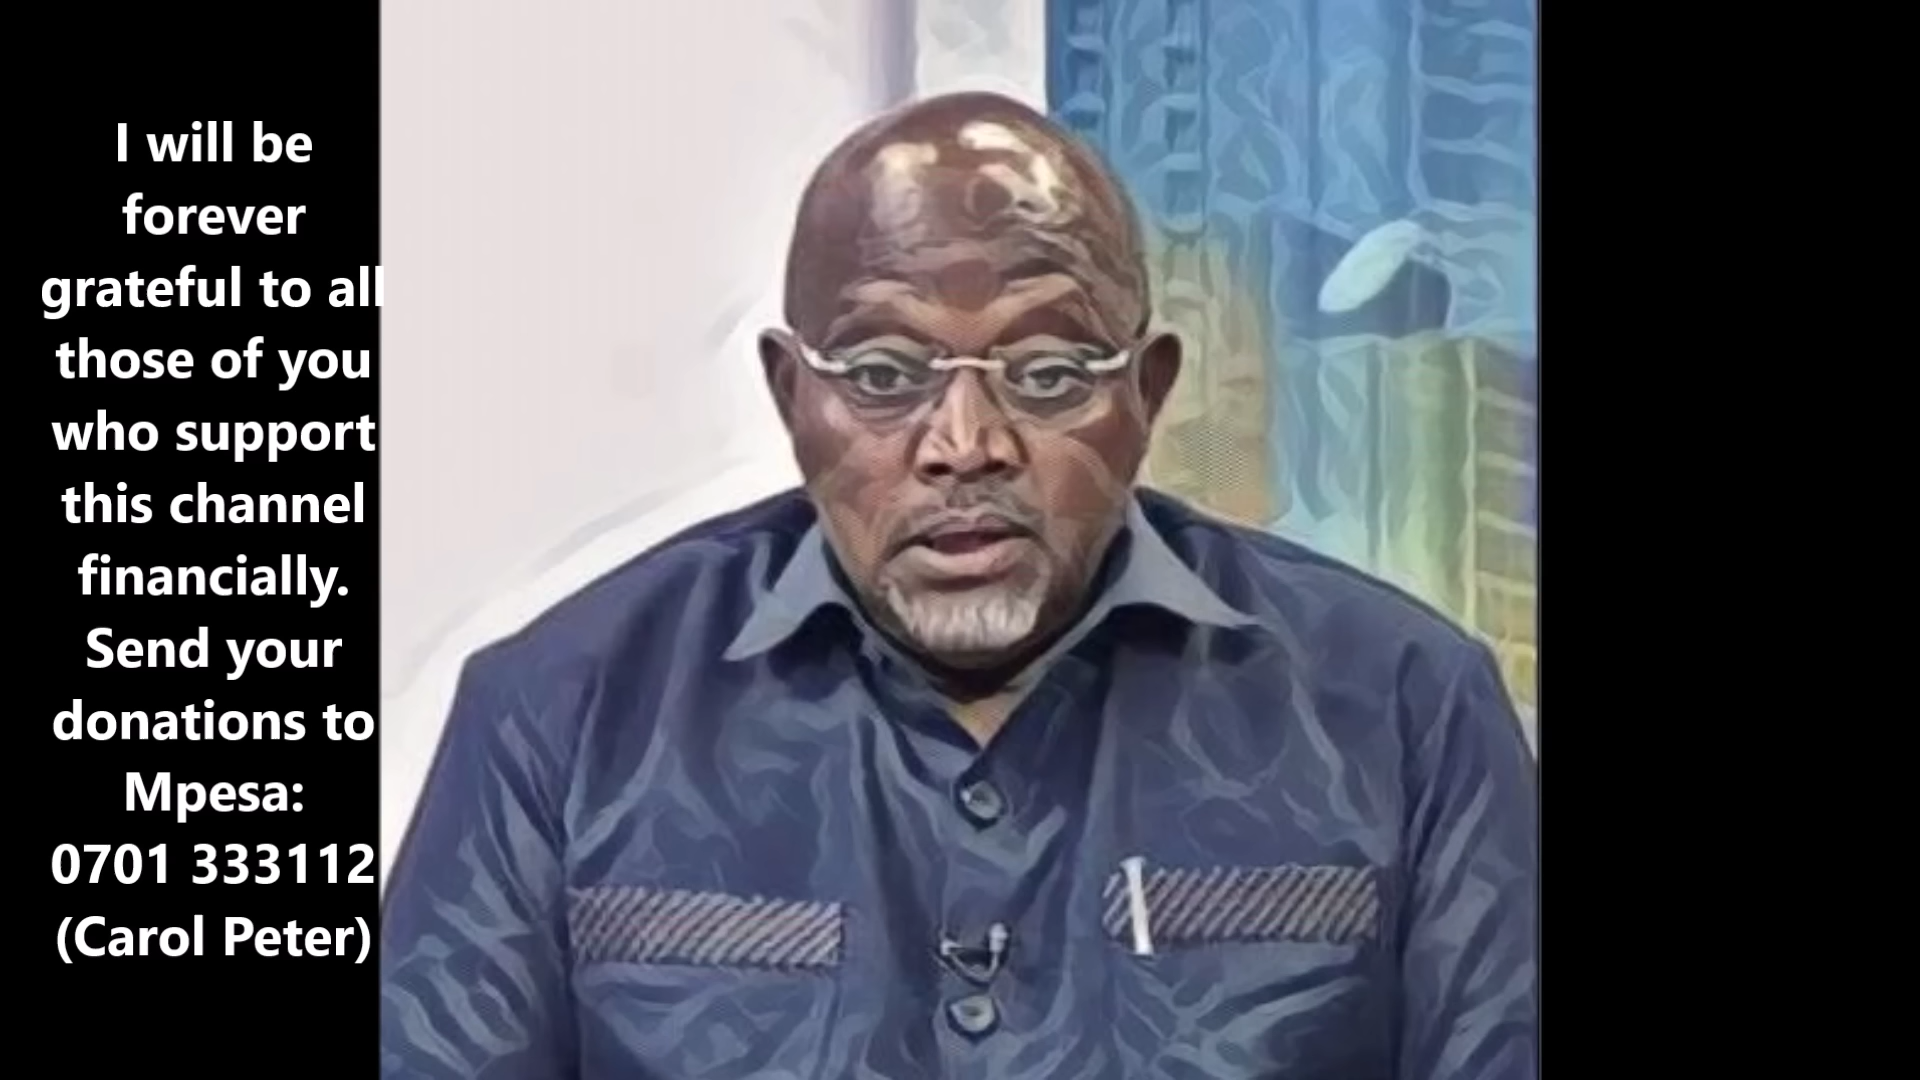 I will be
forever
grateful to all
those of you
who support
this channel
financially.
Send your
donations to
Mpesa:
0701 333112
(Carol Peter)